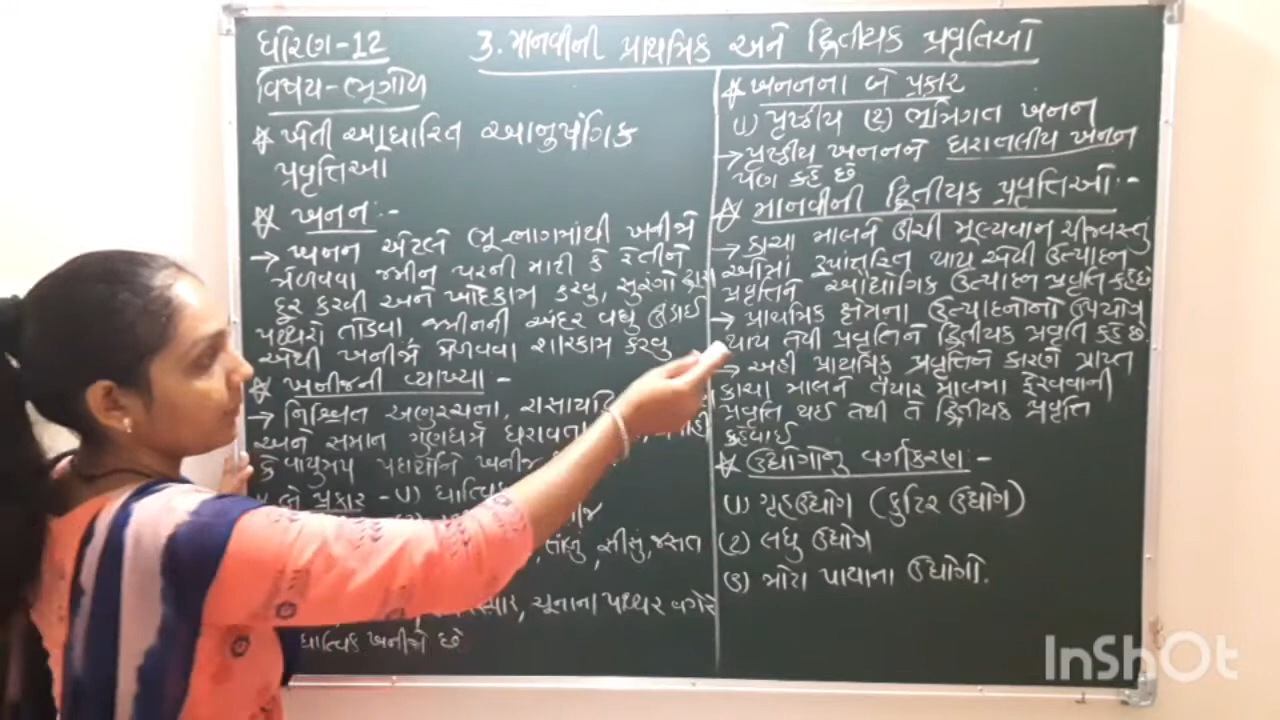 ધોરણ-12
3. માનવીની પ્રાથમિક અને દ્વિતીયક પ્રવૃત્તિઓ
વિષય-ભૂગોળ
* ખેતી આધારિત આનુષંગિક
પ્રવૃત્તિઓ
* ખનન:-
→ ખનન એટલે ભૂ-ભાગમાંથી ખનીજો
મેળવવા જમીન પરની માટી કે રેતીને
દુર કરવી અને ખોદકામ કરવુ, સુરંગો દ્વારા
પથ્થરો તોડવા, જમીનની અંદર વધુ ઊંડાઈ
એથી ખનીજો મેળવવા શારકામ કરવુ
* ખનીજની વ્યાખ્યા -
→ નિશ્ચિત અણુરચના, રાસાયણિ
અને સમાન ગુણધર્મ ધરાવતા
કે વાયુરૂપ પદાર્થોને ખનીજ
બે પ્રકાર - (1) ધાત્વિક
તાંબું, સીસું, જસત
ચૂનાના પથ્થર વગેરે
ધાત્વિક ખનીજો છે
* ખનનના બે પ્રકાર
(1) પૃષ્ઠીય (2) ભૂમિગત ખનન
→ પૃષ્ઠીય ખનનને ધરાતલીય ખનન
પણ કહે છે
* માનવીની દ્વિતીયક પ્રવૃત્તિઓ:-
→ કાચા માલને ઊંચી મૂલ્યવાન ચીજવસ્તુ
ઓમાં રૂપાંતરિત થાય એવી ઉત્પાદન
પ્રવૃત્તિને ઔદ્યોગિક ઉત્પાદન પ્રવૃત્તિ કહે છે
→ પ્રાથમિક ક્ષેત્રના ઉત્પાદનોનો ઉપયોગ
થાય તેવી પ્રવૃત્તિને દ્વિતીયક પ્રવૃત્તિ કહે છે.
→ અહી પ્રાથમિક પ્રવૃત્તિને કારણે પ્રાપ્ત
કાચા માલને તૈયાર માલમા ફેરવવાની
પ્રવૃત્તિ થઈ તેથી તે દ્વિતીયક પ્રવૃત્તિ
કહેવાઈ
* ઉદ્યોગોનુ વર્ગીકરણ:-
(1) ગૃહઉદ્યોગ (કુટિર ઉદ્યોગ)
(2) લઘુ ઉદ્યોગ
(3) મોટા પાયાના ઉદ્યોગો.
InShOt